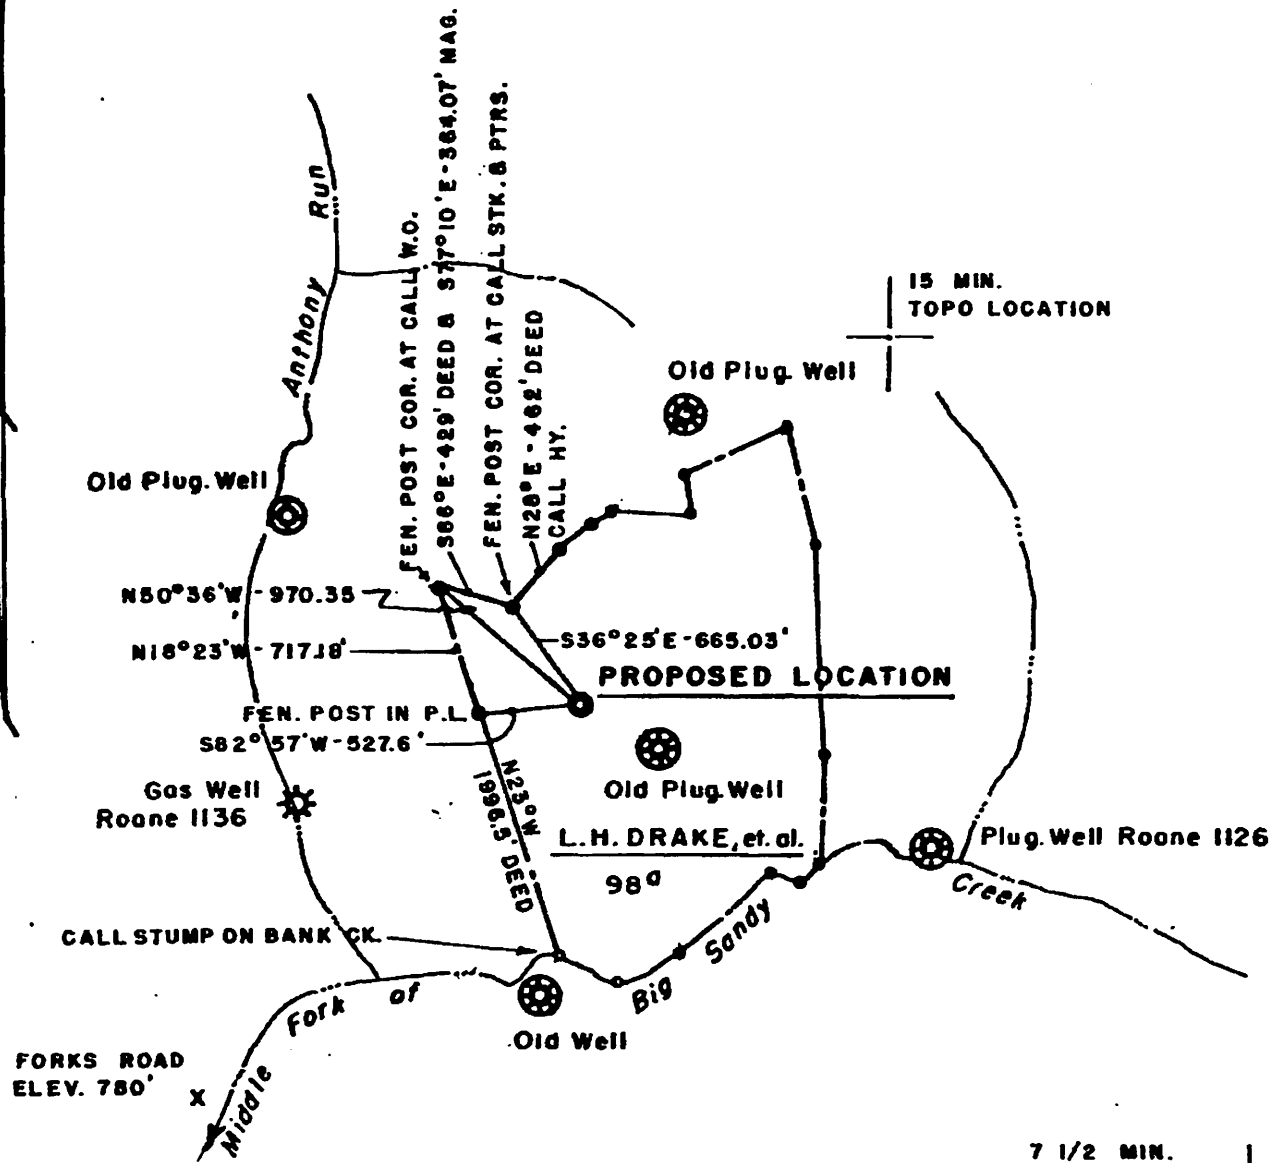 FEN. POST COR. AT CALL W.O.
S66°E-429' DEED & S77°10'E-364.07' MAG.
FEN. POST COR. AT CALL STK. & PTRS.
N28°E-462' DEED
CALL HY.
Anthony Run
15 MIN.
TOPO LOCATION
Old Plug. Well
Old Plug. Well
N50°36'W-970.35
N18°23'W-717.18'
S36°25'E-665.03'
PROPOSED LOCATION
FEN. POST IN P.L.
S82°57'W-527.6'
Gas Well
Roane 1136
N23°W
1996.5' DEED
Old Plug. Well
L.H. DRAKE, et. al.
98a
Plug. Well Roane 1126
CALL STUMP ON BANK CK.
Middle Fork of Big Sandy Creek
Old Well
FORKS ROAD
ELEV. 780'
X
7 1/2 MIN.